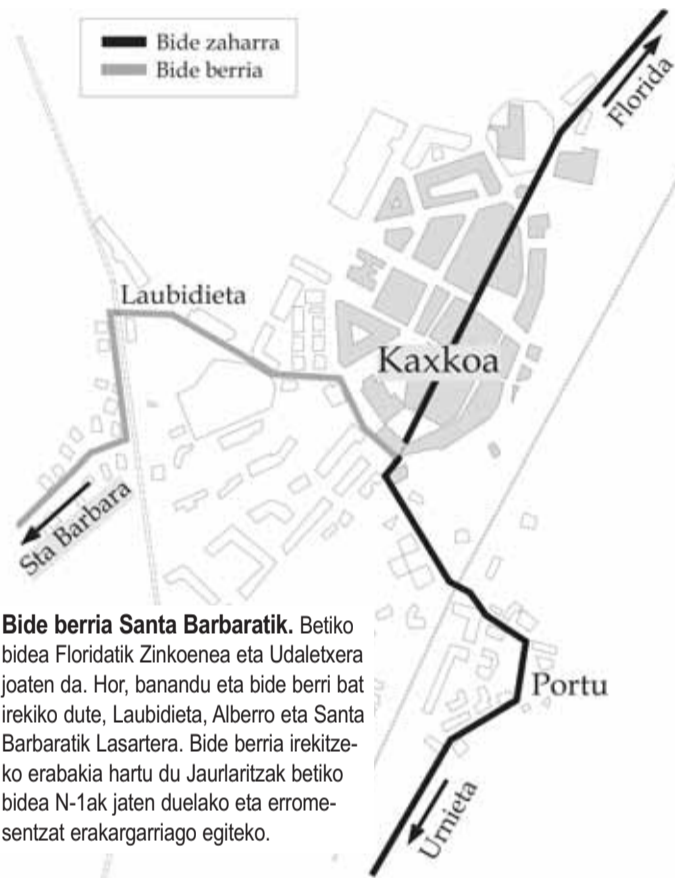 Bide zaharra
Bide berria
Florida
Laubidieta
Kaxkoa
Sta Barbara
Portu
Urnieta
Bide berria Santa Barbaratik. Betiko
bidea Floridatik Zinkoenea eta Udaletxera
joaten da. Hor, banandu eta bide berri bat
irekiko dute, Laubidieta, Alberro eta Santa
Barbaratik Lasartera. Bide berria irekitze-
ko erabakia hartu du Jaurlaritzak betiko
bidea N-1ak jaten duelako eta errome-
sentzat erakargarriago egiteko.